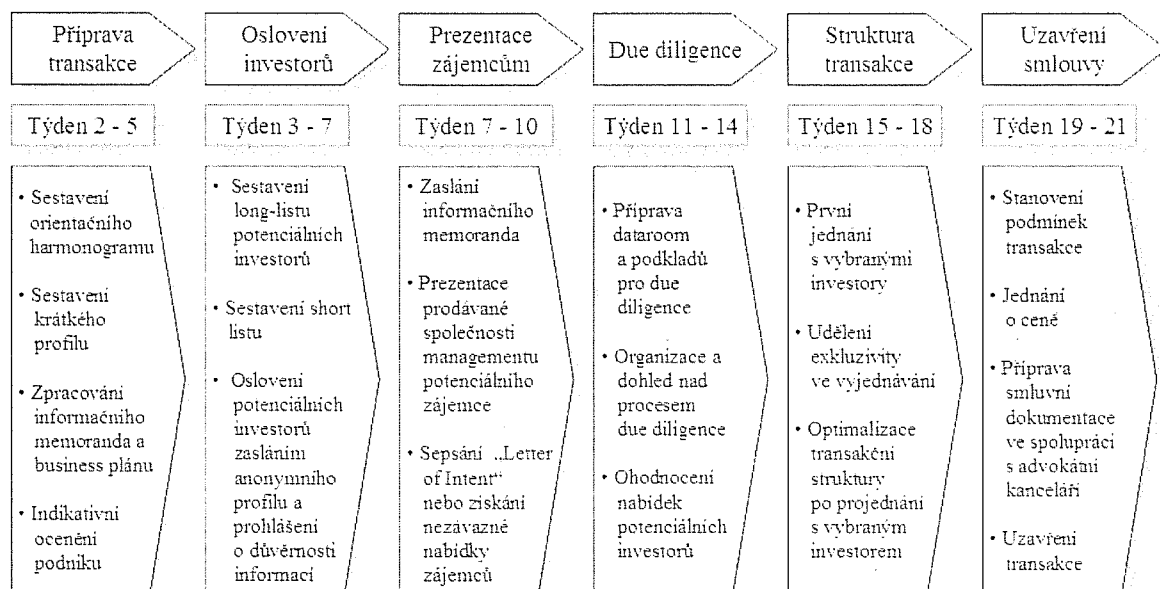 Příprava
transakce
Oslovení
investorů
Prezentace
zájemcům
Due diligence
Struktura
transakce
Uzavření
smlouvy
Týden 2 - 5
Týden 3 - 7
Týden 7 - 10
Týden 11 - 14
Týden 15 - 18
Týden 19 - 21
• Sestavení
orientačního
harmonogramu
• Sestavení
krátkého
profilu
• Zpracování
informačního
memoranda a
business plánu
• Indikativní
ocenění
podniku
• Sestavení
long-listu
potenciálních
investorů
• Sestavení short
listu
• Oslovení
potenciálních
investorů
zasláním
anonymního
profilu a
prohlášení
o důvěrnosti
informací
• Zaslání
informačního
memoranda
• Prezentace
prodávané
společnosti
managementu
potenciálního
zájemce
• Sepsání „Letter
of Intent“
nebo získání
nezávazné
nabídky
zájemců
• Příprava
dataroom
a podkladů
pro due
diligence
• Organizace a
dohled nad
procesem
due diligence
• Ohodnocení
nabídek
potenciálních
investorů
• První
jednání
s vybranými
investory
• Udělení
exkluzivity
ve vyjednávání
• Optimalizace
transakční
struktury
po projednání
s vybraným
investorem
• Stanovení
podmínek
transakce
• Jednání
o ceně
• Příprava
smluvní
dokumentace
ve spolupráci
s advokátní
kanceláří
• Uzavření
transakce